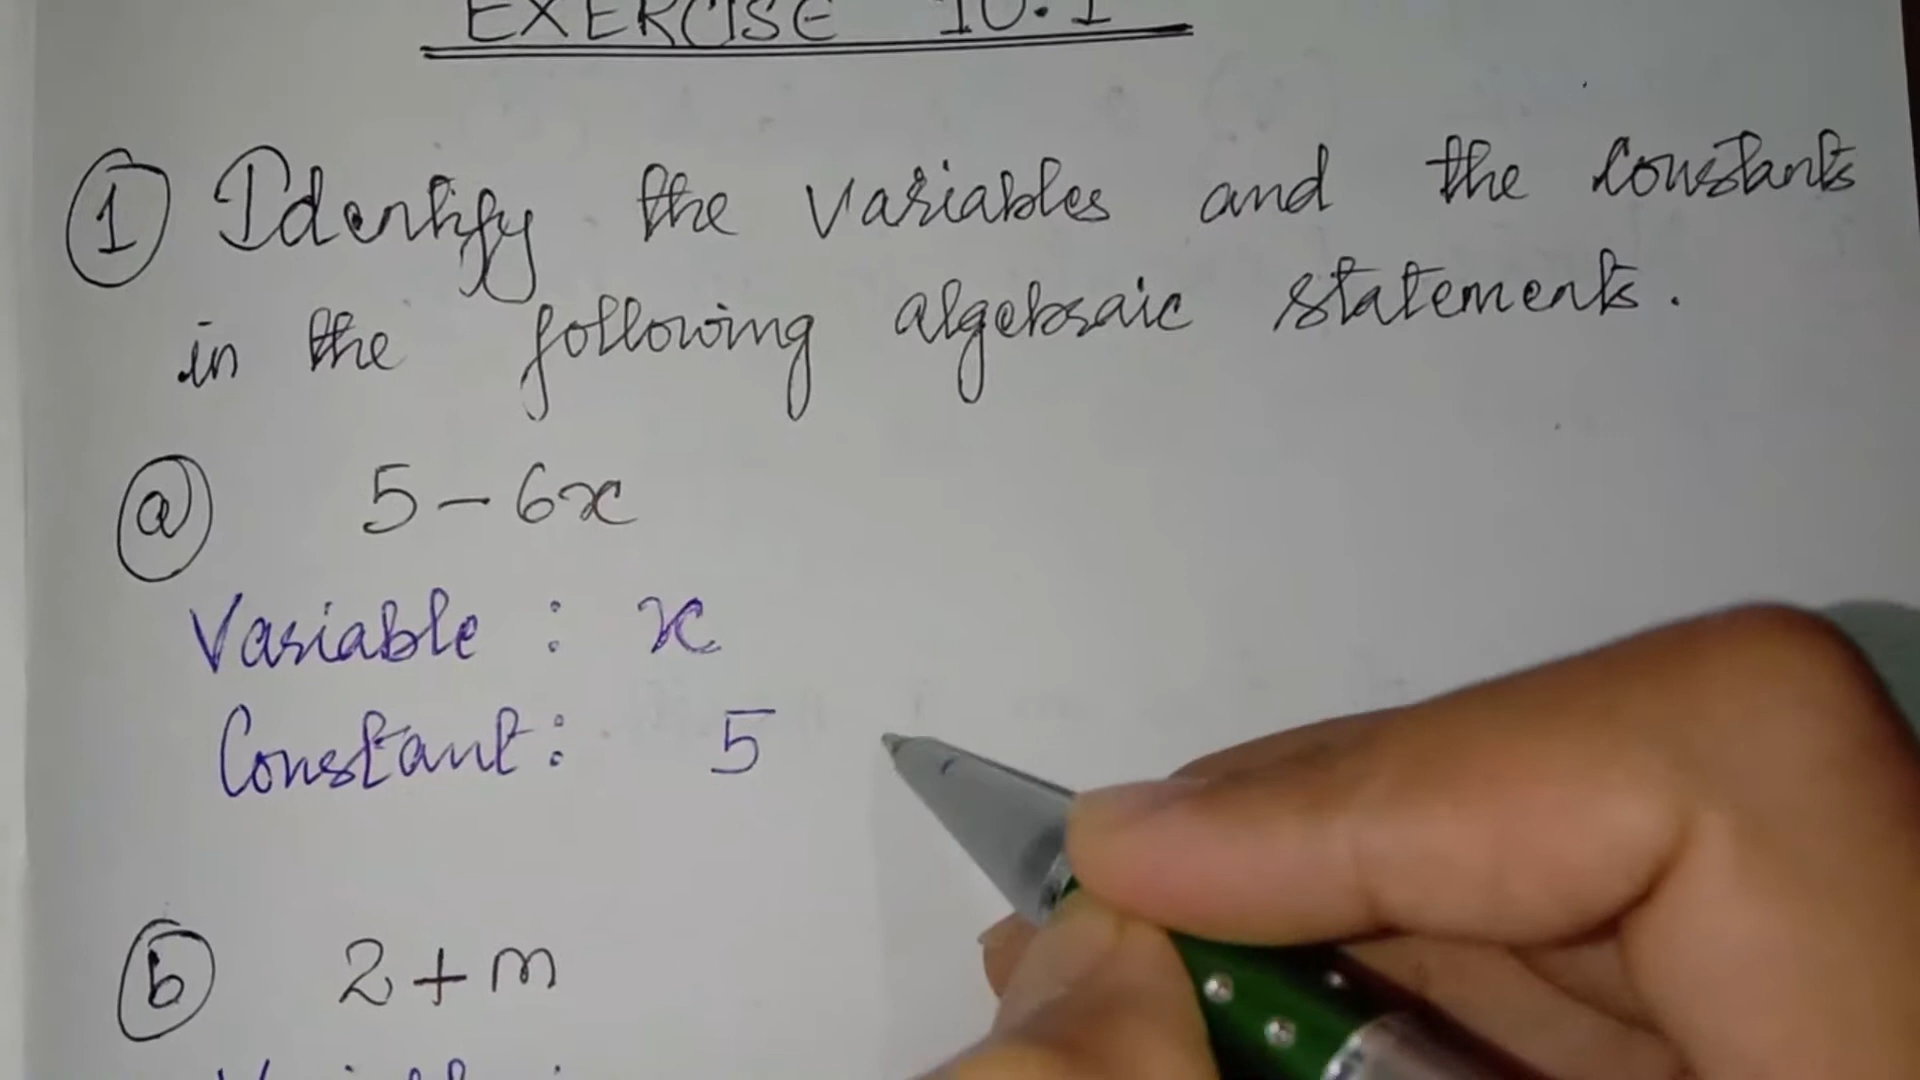 EXERCISE 10.1
1 Identify the variables and the constants
in the following algebraic statements.
a 5-6x
Variable : x
Constant : 5
b 2+m